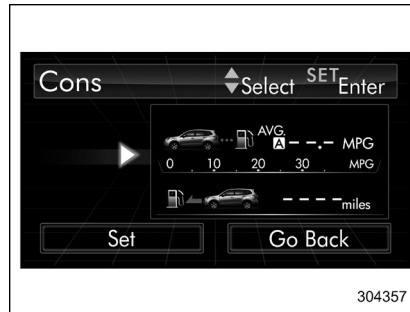 Cons Select SET Enter
AVG.
A --.- MPG
0 10 20 30 MPG
---- miles
Set Go Back
304357